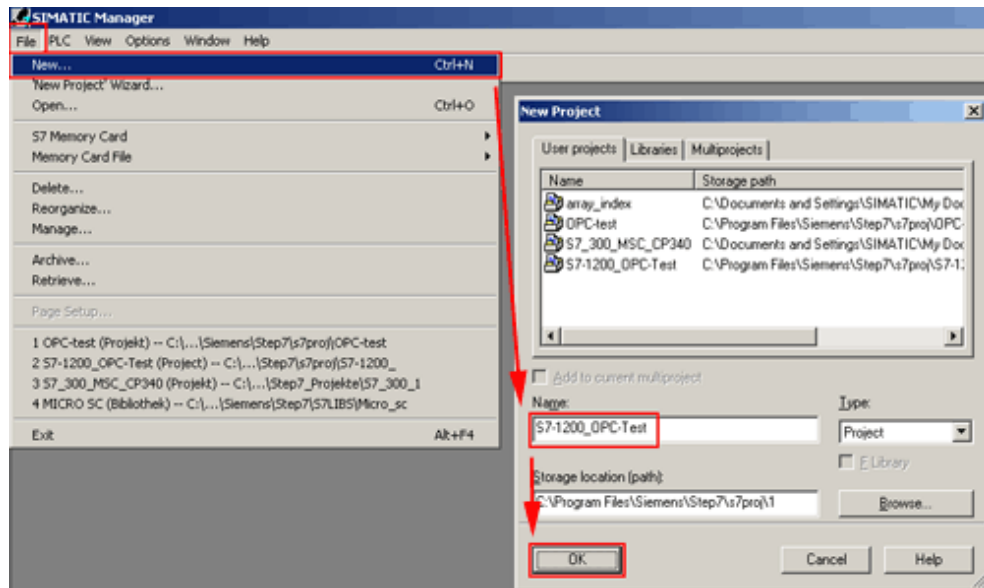 SIMATIC Manager
File PLC View Options Window Help
New... Ctrl+N
'New Project' Wizard...
Open... Ctrl+O
S7 Memory Card
Memory Card File
Delete...
Reorganize...
Manage...
Archive...
Retrieve...
Page Setup...
1 OPC-test (Projekt) -- C:\...\Siemens\Step7\s7proj\OPC-test
2 S7-1200_OPC-Test (Project) -- C:\...\Step7\s7proj\S7-1200_
3 S7_300_MSC_CP340 (Projekt) -- C:\...\Step7_Projekte\S7_300_1
4 MICRO SC (Bibliothek) -- C:\...\Siemens\Step7\S7LIBS\Micro_sc
Exit Alt+F4
New Project
User projects Libraries Multiprojects
Name Storage path
array_index C:\Documents and Settings\SIMATIC\My Doc
OPC-test C:\Program Files\Siemens\Step7\s7proj\OPC-
S7_300_MSC_CP340 C:\Documents and Settings\SIMATIC\My Doc
S7-1200_OPC-Test C:\Program Files\Siemens\Step7\s7proj\S7-1:
Add to current multiproject
Name: Type:
S7-1200_OPC-Test Project
F Library
Storage location (path):
C:\Program Files\Siemens\Step7\s7proj\1 Browse...
OK Cancel Help